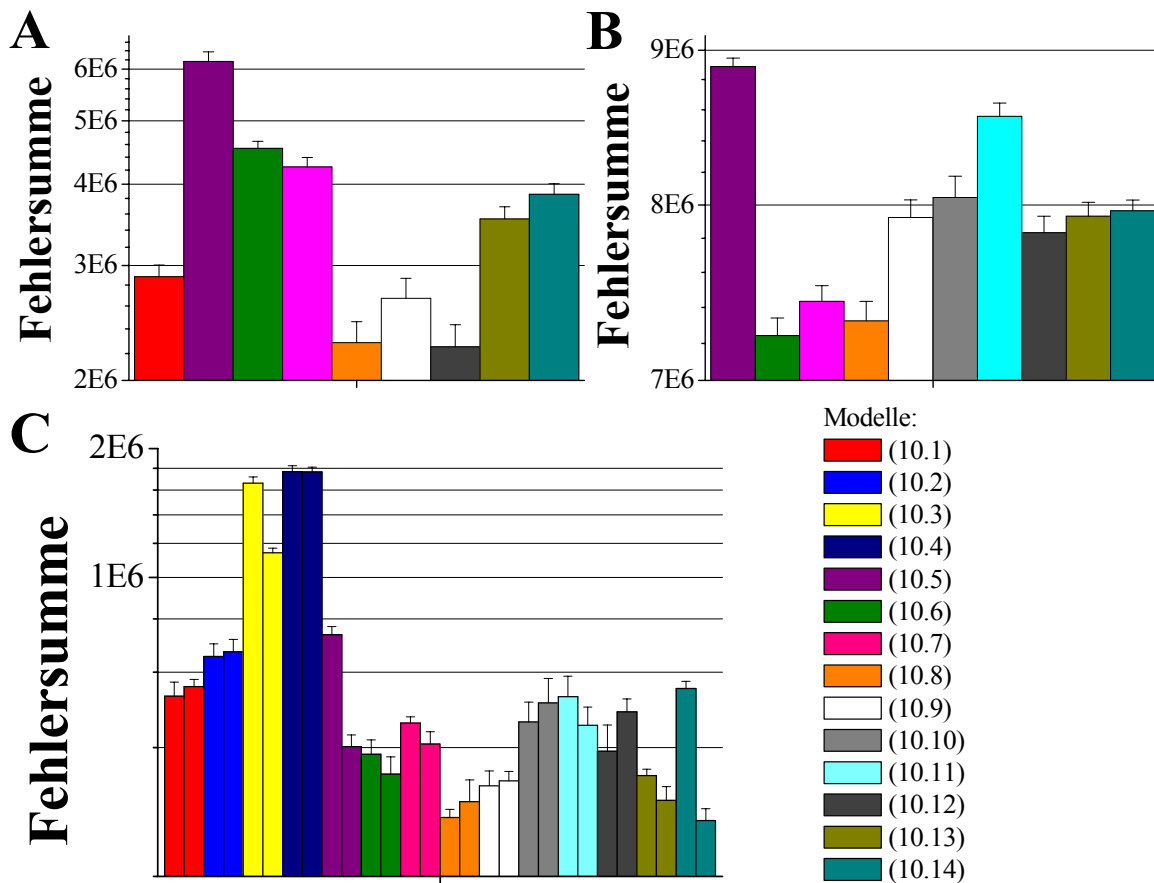 A
Fehlersumme
6E6
5E6
4E6
3E6
2E6
B
Fehlersumme
9E6
8E6
7E6
C
Fehlersumme
2E6
1E6
Modelle:
(10.1)
(10.2)
(10.3)
(10.4)
(10.5)
(10.6)
(10.7)
(10.8)
(10.9)
(10.10)
(10.11)
(10.12)
(10.13)
(10.14)